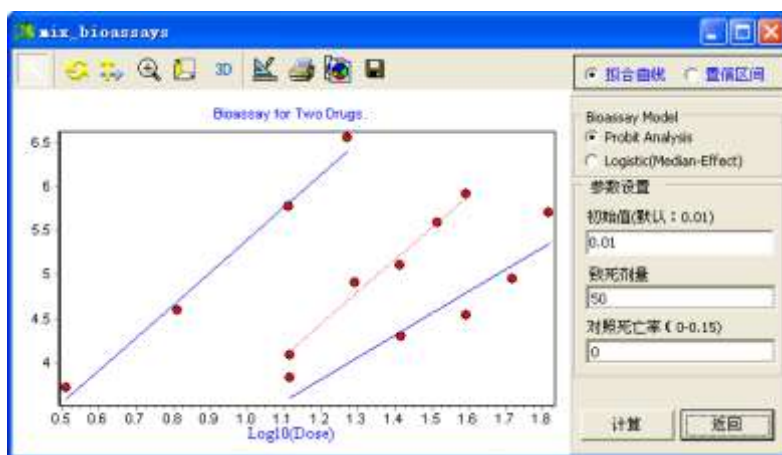 mix_bioassays
3D
拟合曲线 置信区间
Bioassay for Two Drugs
Bioassay Model
Probit Analysis
Logistic(Median-Effect)
参数设置
初始值(默认：0.01)
0.01
致死剂量
50
对照死亡率(0-0.15)
0
计算 返回
6.5
6
5.5
5
4.5
4
0.5 0.6 0.7 0.8 0.9 1.0 1.1 1.2 1.3 1.4 1.5 1.6 1.7 1.8
Log10(Dose)